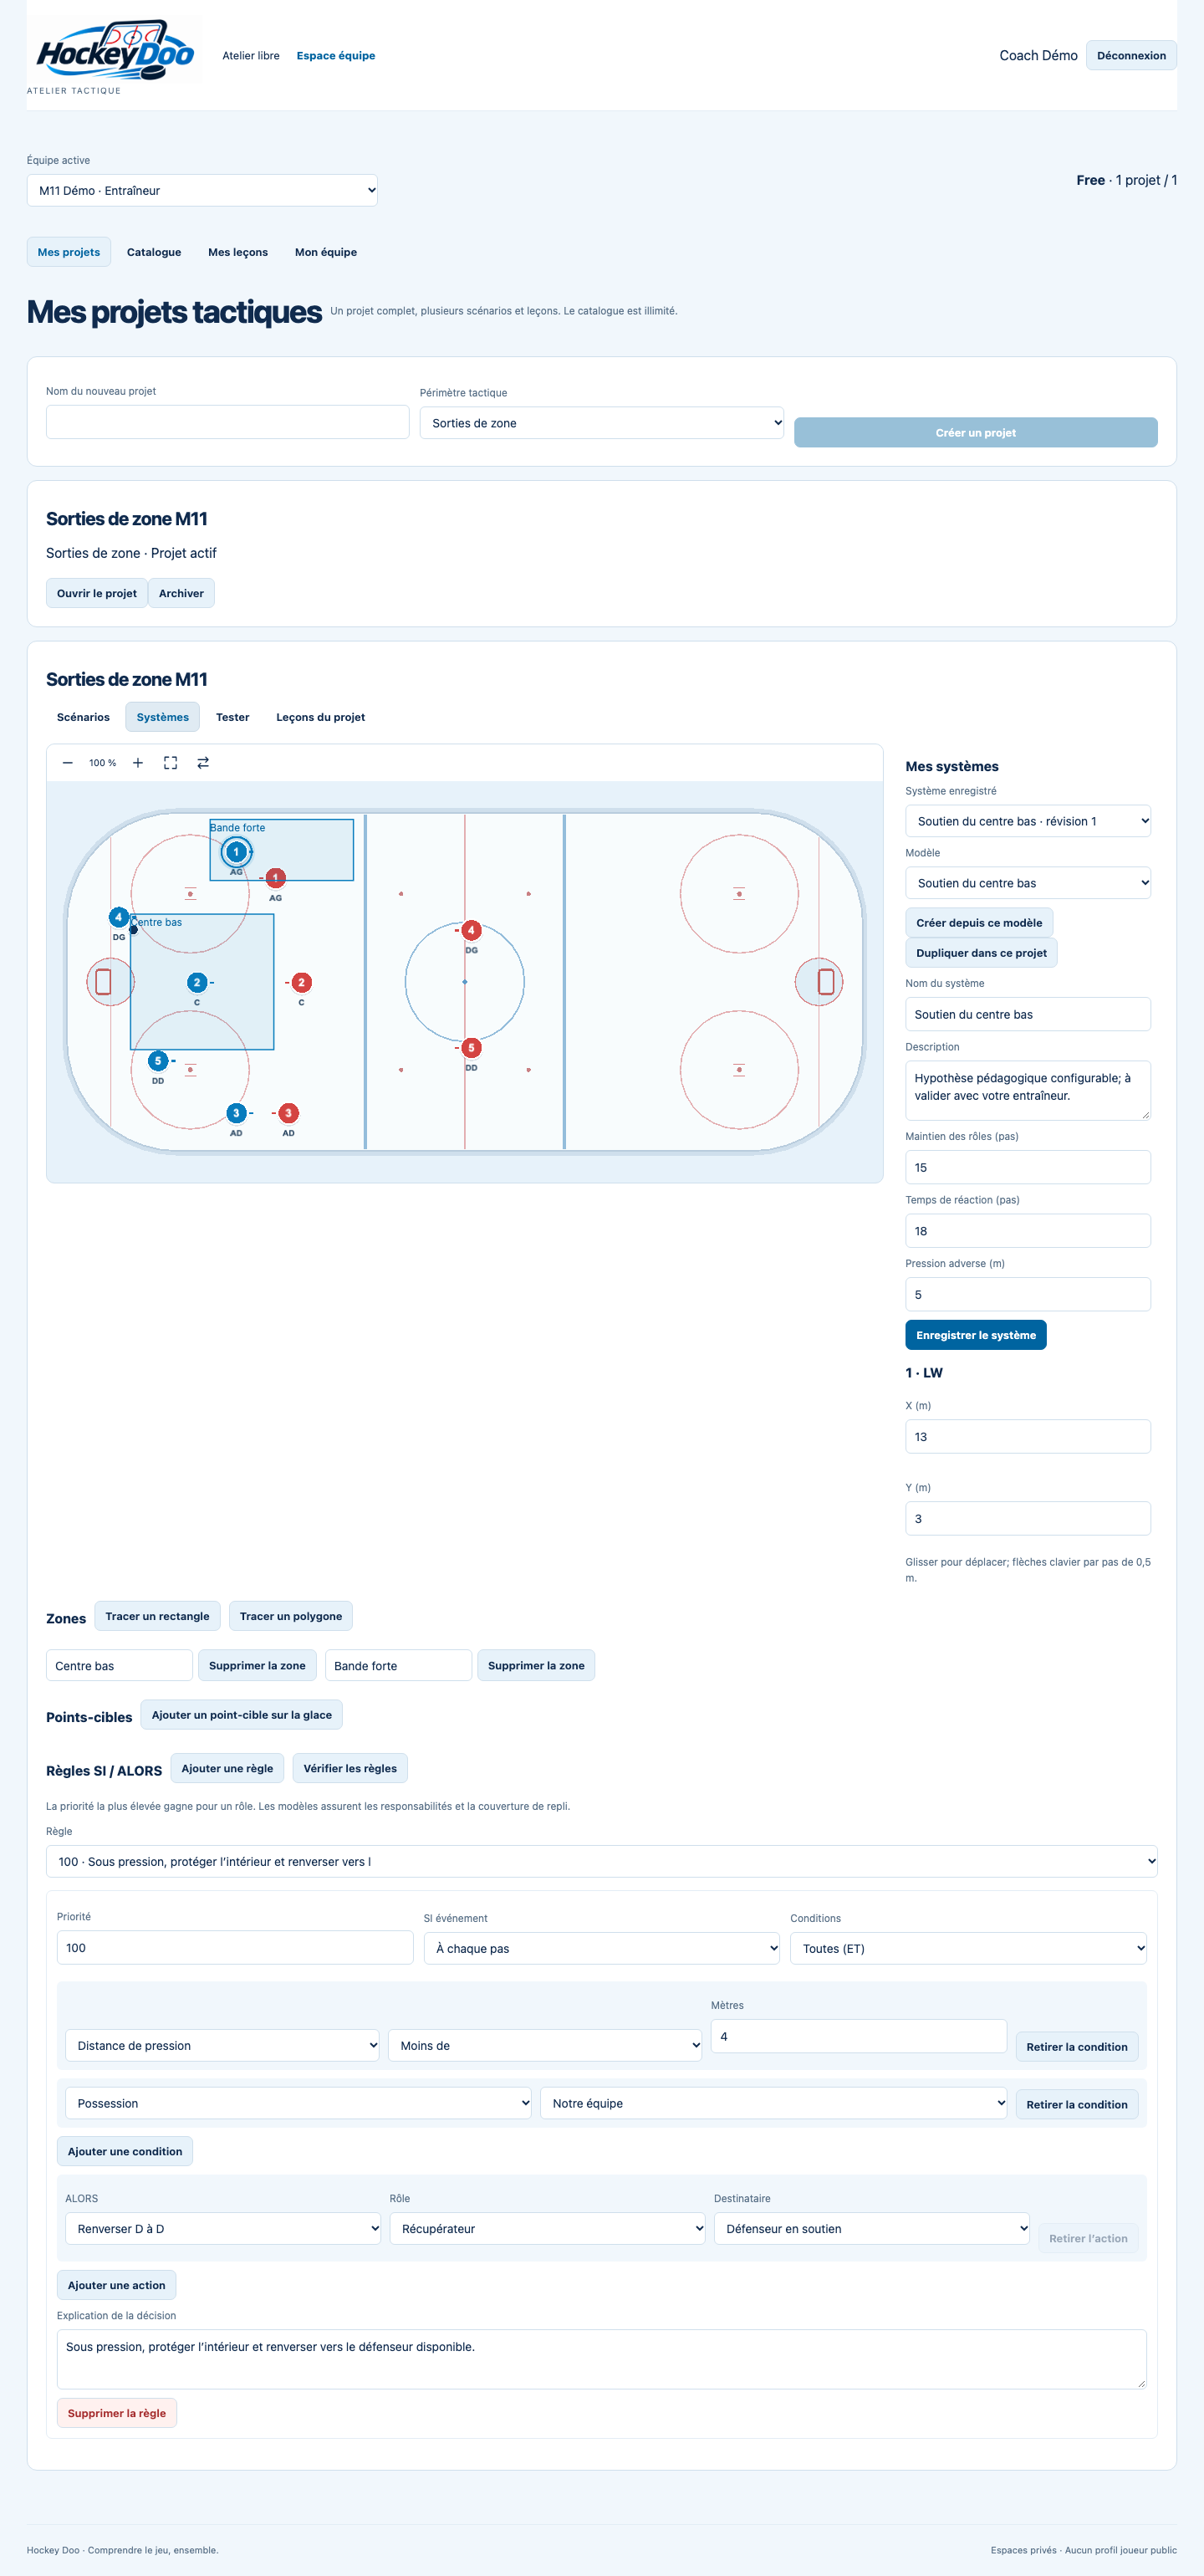 HockeyDoo
ATELIER TACTIQUE
Atelier libre
Espace équipe
Coach Démo
Déconnexion
Équipe active
M11 Démo · Entraîneur
Free · 1 projet / 1
Mes projets
Catalogue
Mes leçons
Mon équipe
Mes projets tactiques
Un projet complet, plusieurs scénarios et leçons. Le catalogue est illimité.
Nom du nouveau projet
Périmètre tactique
Sorties de zone
Créer un projet
Sorties de zone M11
Sorties de zone · Projet actif
Ouvrir le projet
Archiver
Sorties de zone M11
Scénarios
Systèmes
Tester
Leçons du projet
100 %
Bande forte
1
AG
1
AG
4
DG
Centre bas
4
DG
2
C
2
C
5
DD
5
DD
3
AD
3
AD
Mes systèmes
Système enregistré
Soutien du centre bas · révision 1
Modèle
Soutien du centre bas
Créer depuis ce modèle
Dupliquer dans ce projet
Nom du système
Soutien du centre bas
Description
Hypothèse pédagogique configurable; à
valider avec votre entraîneur.
Maintien des rôles (pas)
15
Temps de réaction (pas)
18
Pression adverse (m)
5
Enregistrer le système
1 · LW
X (m)
13
Y (m)
3
Glisser pour déplacer; flèches clavier par pas de 0,5
m.
Zones
Tracer un rectangle
Tracer un polygone
Centre bas
Supprimer la zone
Bande forte
Supprimer la zone
Points-cibles
Ajouter un point-cible sur la glace
Règles SI / ALORS
Ajouter une règle
Vérifier les règles
La priorité la plus élevée gagne pour un rôle. Les modèles assurent les responsabilités et la couverture de repli.
Règle
100 · Sous pression, protéger l’intérieur et renverser vers l
Priorité
100
SI événement
À chaque pas
Conditions
Toutes (ET)
Distance de pression
Moins de
Mètres
4
Retirer la condition
Possession
Notre équipe
Retirer la condition
Ajouter une condition
ALORS
Renverser D à D
Rôle
Récupérateur
Destinataire
Défenseur en soutien
Retirer l’action
Ajouter une action
Explication de la décision
Sous pression, protéger l’intérieur et renverser vers le défenseur disponible.
Supprimer la règle
Hockey Doo · Comprendre le jeu, ensemble.
Espaces privés · Aucun profil joueur public